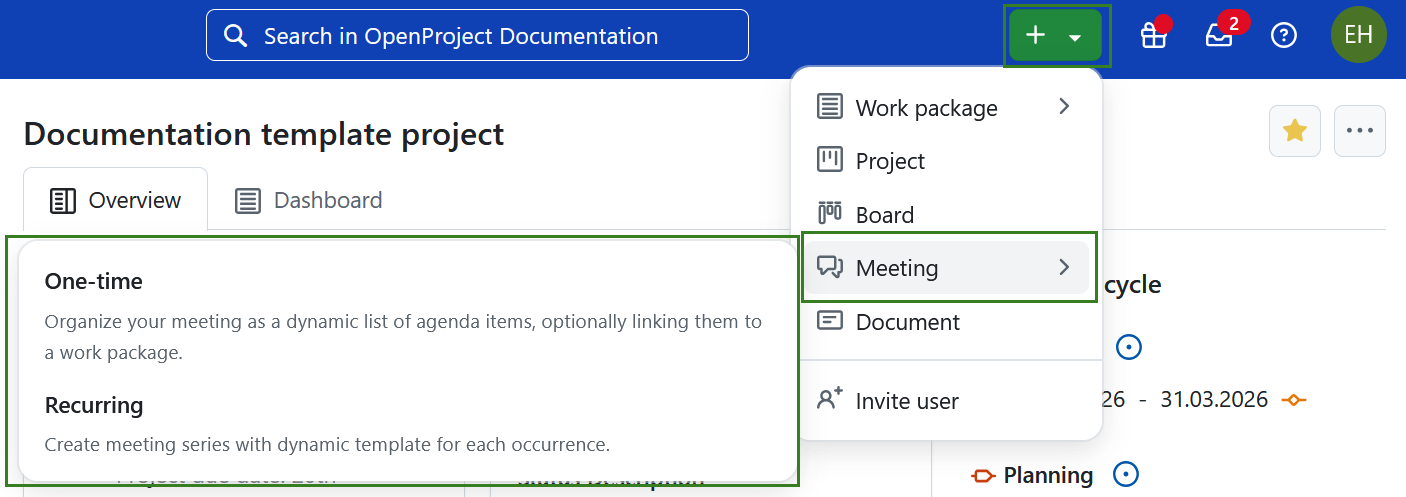 Search in OpenProject Documentation
+
2
EH
Documentation template project
Overview
Dashboard
Work package
Project
Board
Meeting
Document
Invite user
One-time
Organize your meeting as a dynamic list of agenda items, optionally linking them to
a work package.
Recurring
Create meeting series with dynamic template for each occurrence.
cycle
26 - 31.03.2026
Planning